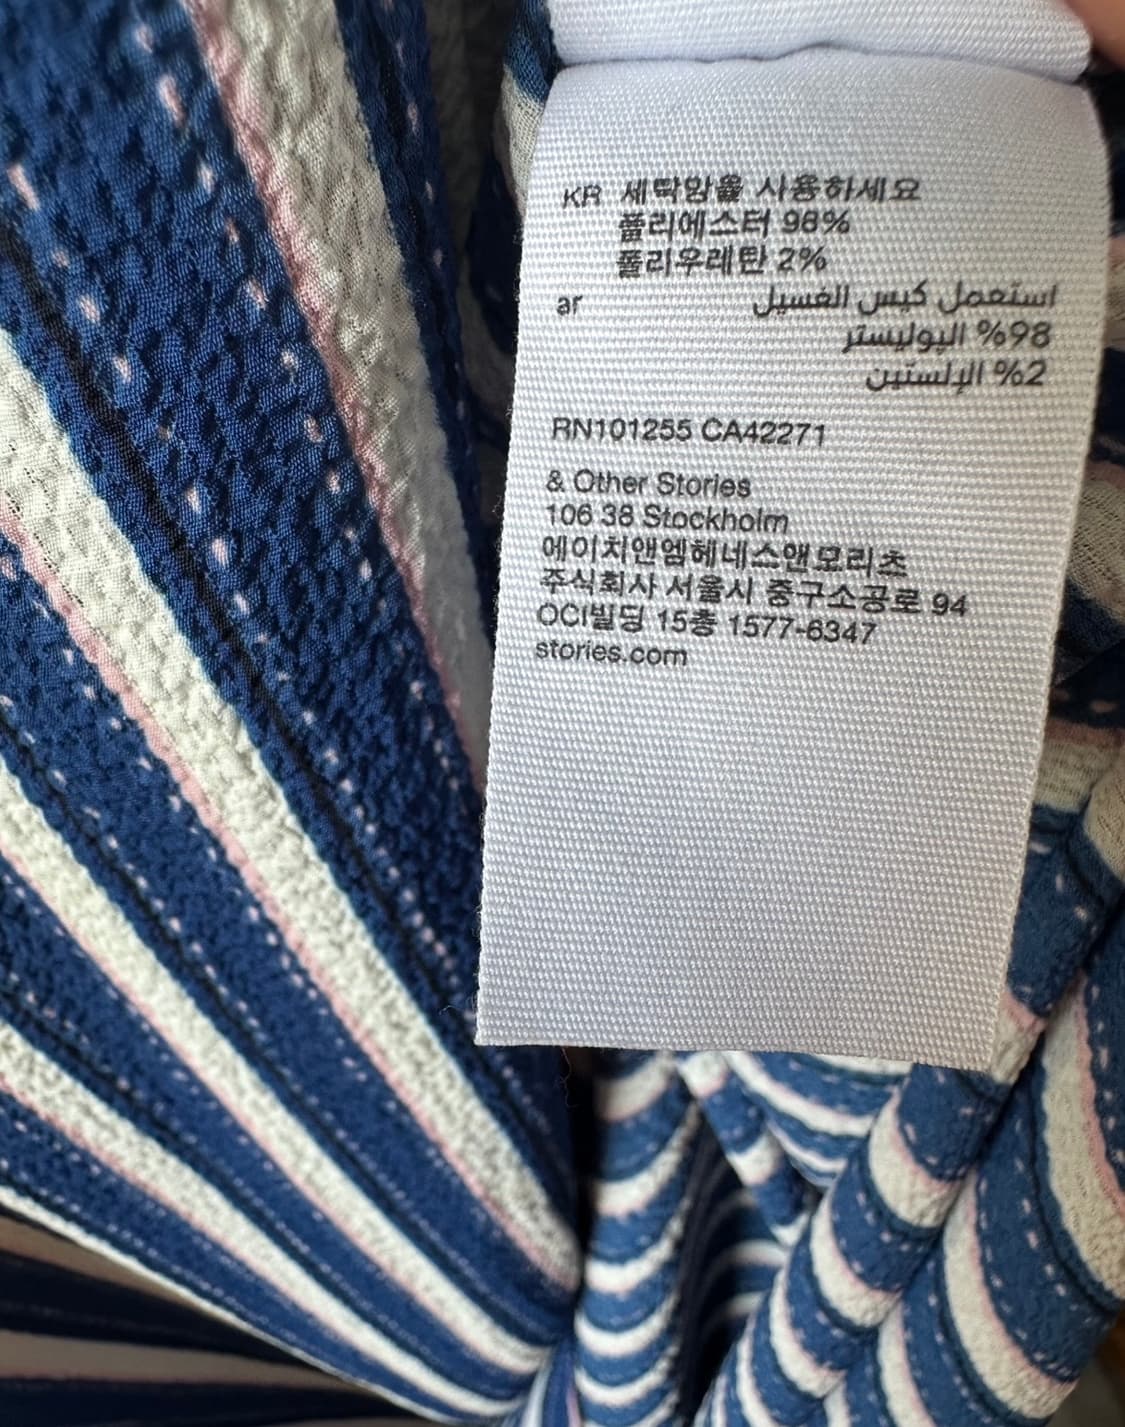 KR 세탁망을 사용하세요
폴리에스터 98%
폴리우레탄 2%
ar استعمل كيس الغسيل
98% البوليستر
2% الإلستين
RN101255 CA42271
& Other Stories
106 38 Stockholm
에이치앤엠헤네스앤모리츠
주식회사 서울시 중구소공로 94
OCI빌딩 15층 1577-6347
stories.com